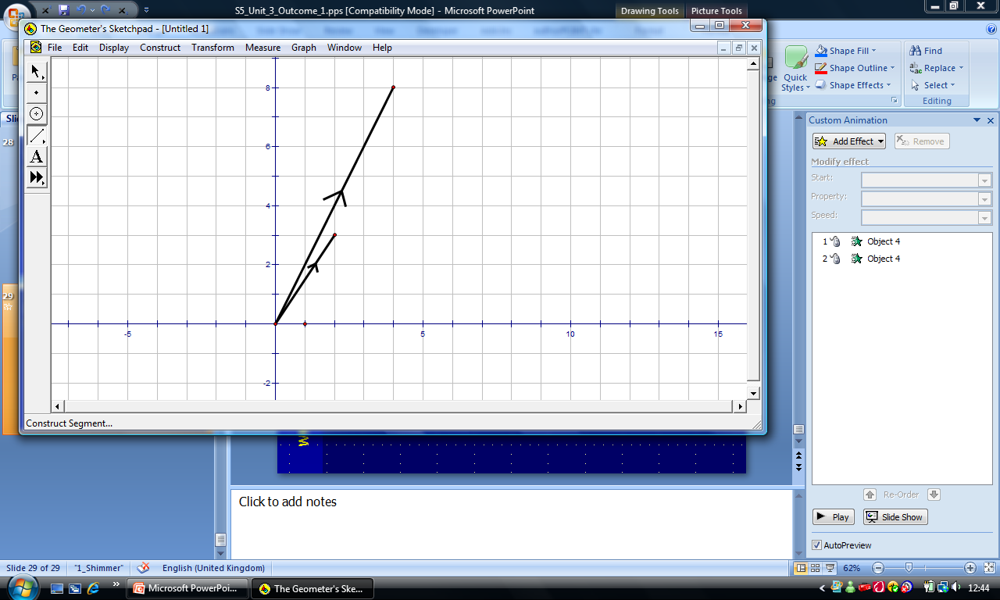 S5_Unit_3_Outcome_1.pps [Compatibility Mode] - Microsoft PowerPoint
Drawing Tools
Picture Tools
The Geometer's Sketchpad - [Untitled 1]
File Edit Display Construct Transform Measure Graph Window Help
8
6
4
2
-2
-5
5
10
15
Construct Segment...
Quick
Styles
Shape Fill
Shape Outline
Shape Effects
Find
Replace
Select
Editing
28
29
Custom Animation
Add Effect
Remove
Modify effect
Start:
Property:
Speed:
1 Object 4
2 Object 4
Re-Order
Play
Slide Show
AutoPreview
Click to add notes
Slide 29 of 29
"1_Shimmer"
English (United Kingdom)
62%
Microsoft PowerPoi...
The Geometer's Ske...
12:44